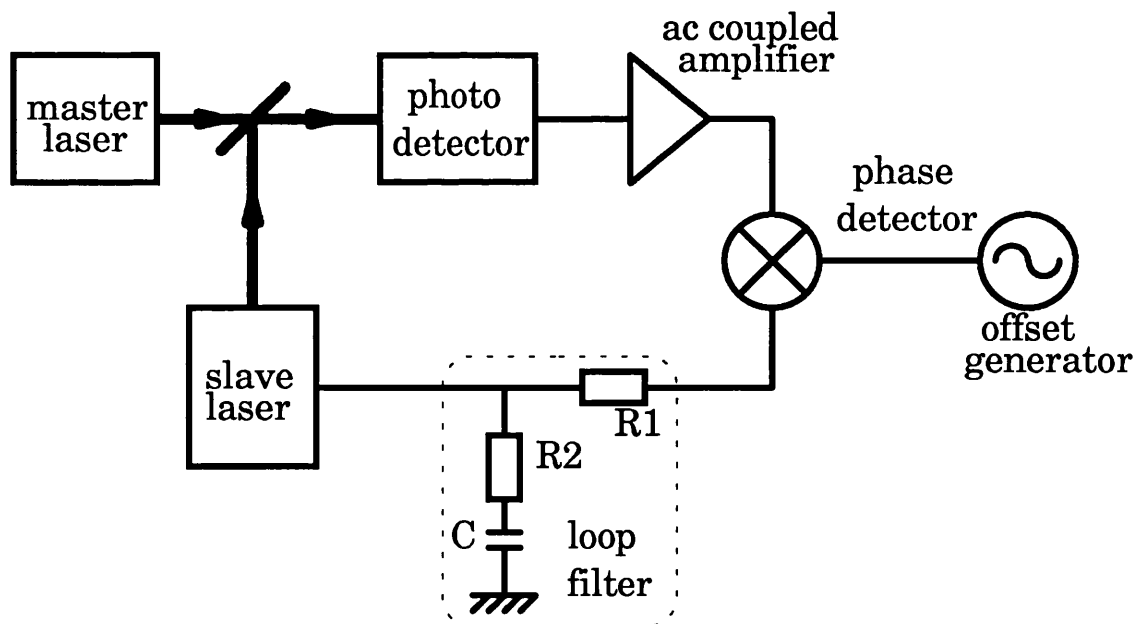 ac coupled
amplifier
master
laser
photo
detector
phase
detector
offset
generator
slave
laser
R1
R2
C
loop
filter